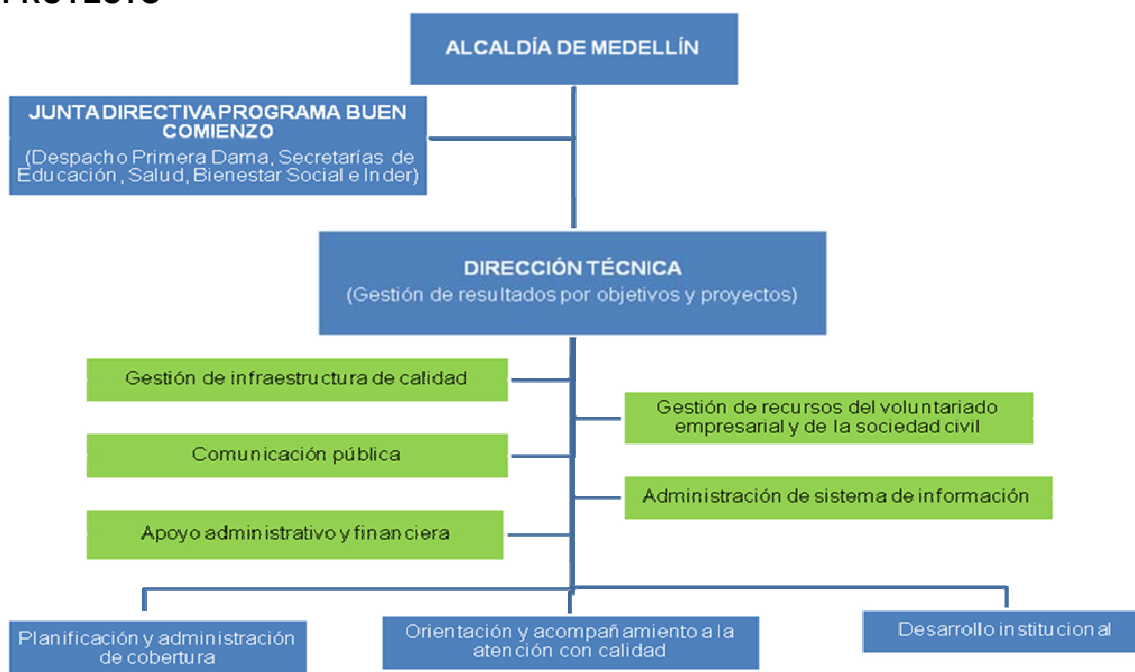 PROYECTO
ALCALDÍA DE MEDELLÍN
JUNTA DIRECTIVA PROGRAMA BUEN
COMIENZO
(Despacho Primera Dama, Secretarías de
Educación, Salud, Bienestar Social e Inder)
DIRECCIÓN TÉCNICA
(Gestión de resultados por objetivos y proyectos)
Gestión de infraestructura de calidad
Gestión de recursos del voluntariado
empresarial y de la sociedad civil
Comunicación pública
Administración de sistema de información
Apoyo administrativo y financiera
Planificación y administración
de cobertura
Orientación y acompañamiento a la
atención con calidad
Desarrollo institucional